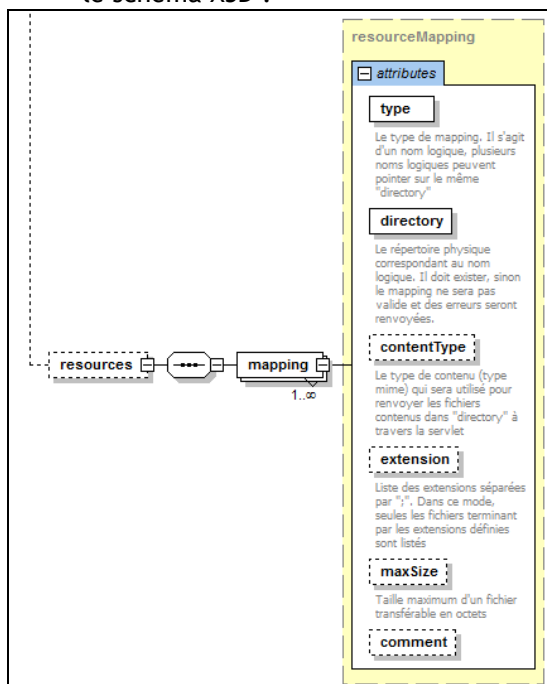 le schéma XSD :
resourceMapping
attributes
type
Le type de mapping. Il s'agit
d'un nom logique, plusieurs
noms logiques peuvent
pointer sur le même
"directory"
directory
Le répertoire physique
correspondant au nom
logique. Il doit exister, sinon
le mapping ne sera pas
valide et des erreurs seront
renvoyées.
resources
mapping
1..∞
contentType
Le type de contenu (type
mime) qui sera utilisé pour
renvoyer les fichiers
contenus dans "directory" à
travers la servlet
extension
Liste des extensions séparées
par ";". Dans ce mode,
seules les fichiers terminant
par les extensions définies
sont listés
maxSize
Taille maximum d'un fichier
transférable en octets
comment